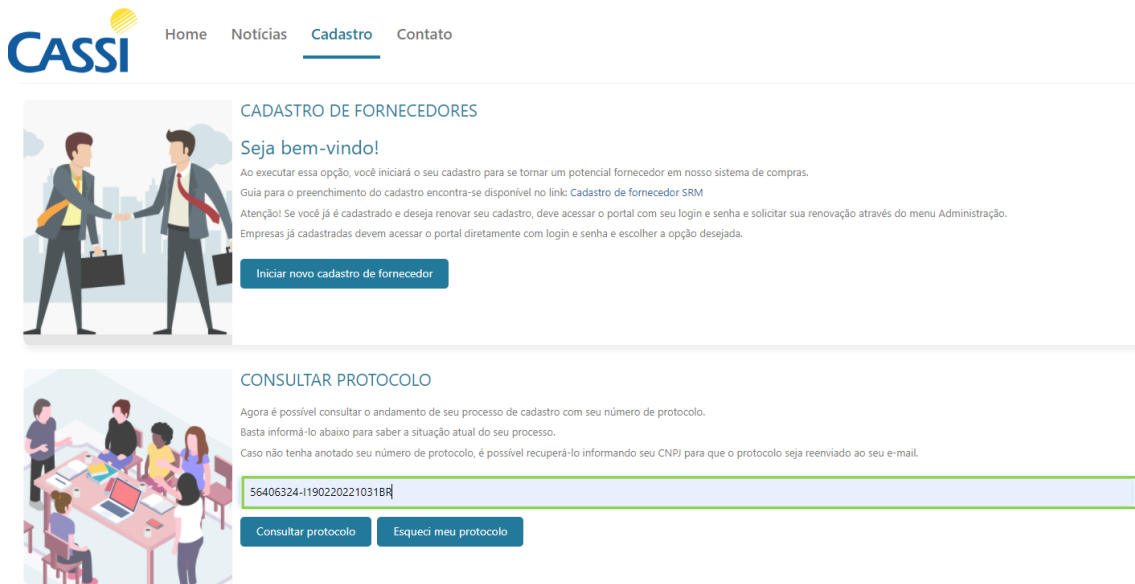 CASSI
Home Notícias Cadastro Contato
CADASTRO DE FORNECEDORES
Seja bem-vindo!
Ao executar essa opção, você iniciará o seu cadastro para se tornar um potencial fornecedor em nosso sistema de compras.
Guia para o preenchimento do cadastro encontra-se disponível no link: Cadastro de fornecedor SRM
Atenção! Se você já é cadastrado e deseja renovar seu cadastro, deve acessar o portal com seu login e senha e solicitar sua renovação através do menu Administração.
Empresas já cadastradas devem acessar o portal diretamente com login e senha e escolher a opção desejada.
Iniciar novo cadastro de fornecedor
CONSULTAR PROTOCOLO
Agora é possível consultar o andamento de seu processo de cadastro com seu número de protocolo.
Basta informá-lo abaixo para saber a situação atual do seu processo.
Caso não tenha anotado seu número de protocolo, é possível recuperá-lo informando seu CNPJ para que o protocolo seja reenviado ao seu e-mail.
56406324-I190220221031BR
Consultar protocolo Esqueci meu protocolo